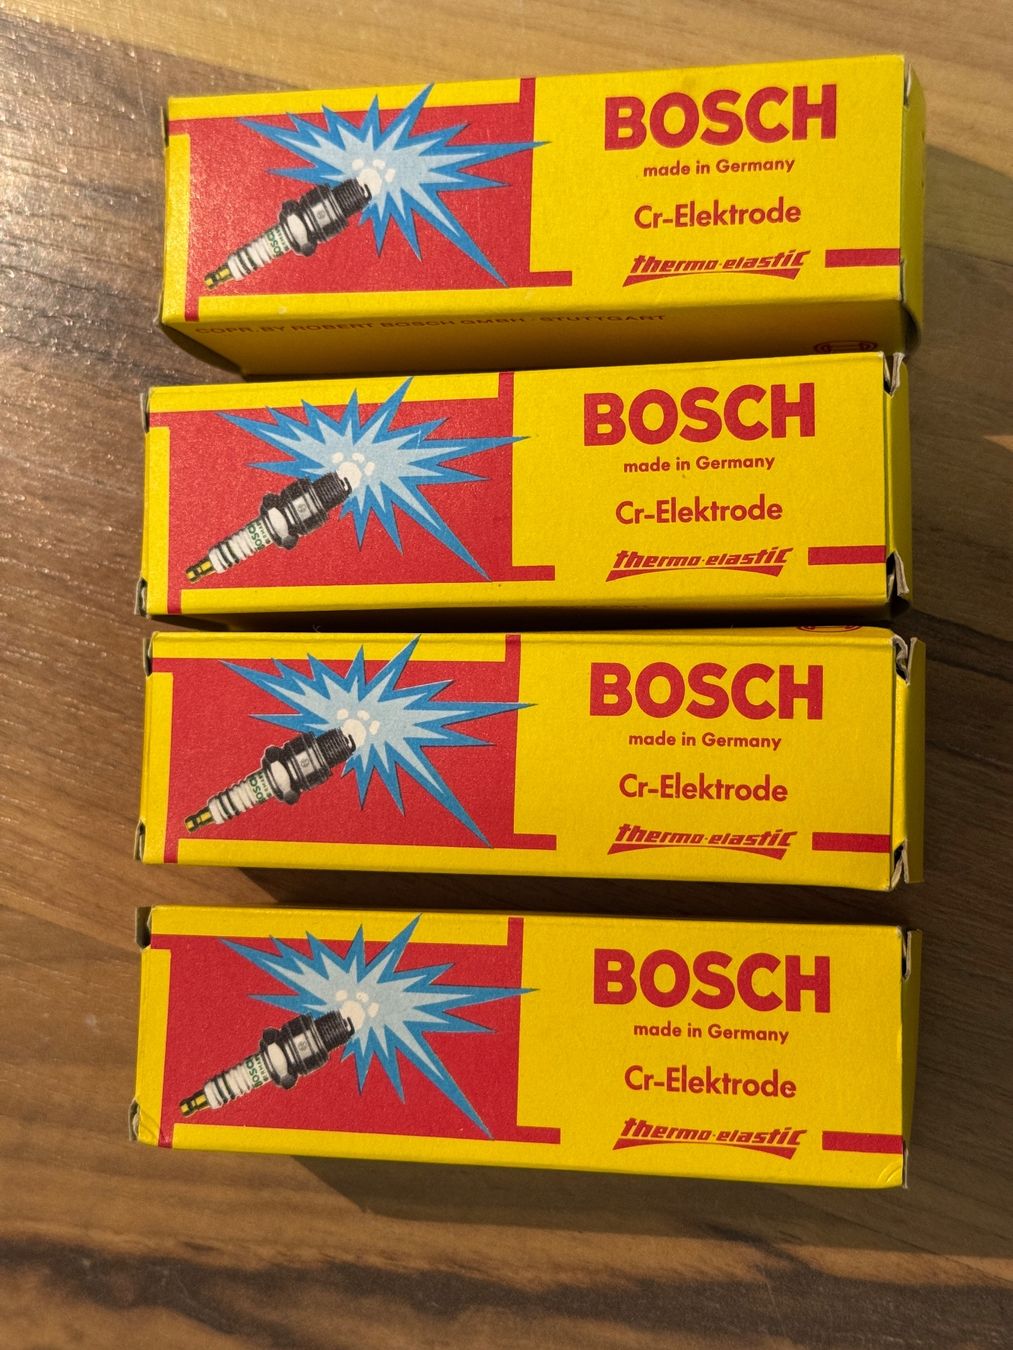 BOSCH
made in Germany
Cr-Elektrode
thermo-elastic
COPR. BY ROBERT BOSCH GMBH · STUTTGART
BOSCH
made in Germany
Cr-Elektrode
thermo-elastic
BOSCH
made in Germany
Cr-Elektrode
thermo-elastic
BOSCH
made in Germany
Cr-Elektrode
thermo-elastic